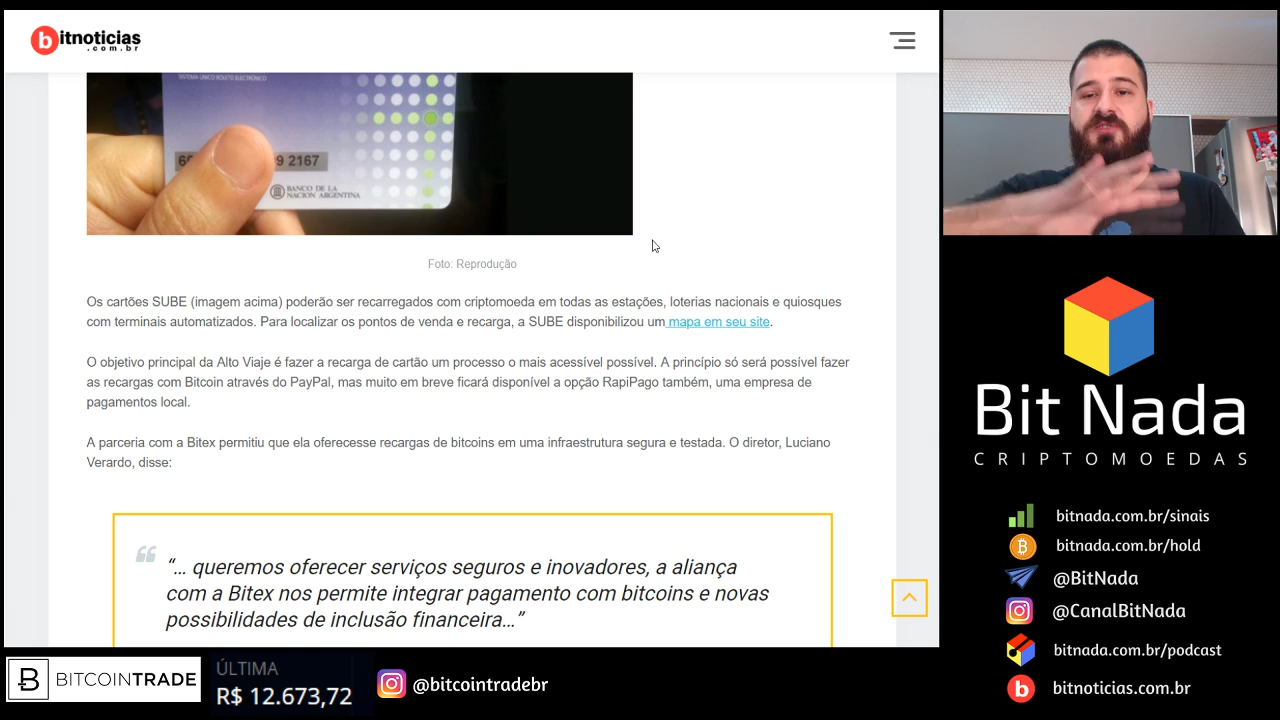 bitnoticias
.com.br
SISTEMA ÚNICO BOLETO ELECTRÓNICO
9 2167
BANCO DE LA
NACION ARGENTINA
Foto: Reprodução
Os cartões SUBE (imagem acima) poderão ser recarregados com criptomoeda em todas as estações, loterias nacionais e quiosques
com terminais automatizados. Para localizar os pontos de venda e recarga, a SUBE disponibilizou um mapa em seu site.
O objetivo principal da Alto Viaje é fazer a recarga de cartão um processo o mais acessível possível. A princípio só será possível fazer
as recargas com Bitcoin através do PayPal, mas muito em breve ficará disponível a opção RapiPago também, uma empresa de
pagamentos local.
A parceria com a Bitex permitiu que ela oferecesse recargas de bitcoins em uma infraestrutura segura e testada. O diretor, Luciano
Verardo, disse:
“... queremos oferecer serviços seguros e inovadores, a aliança
com a Bitex nos permite integrar pagamento com bitcoins e novas
possibilidades de inclusão financeira...”
Bit Nada
CRIPTOMOEDAS
bitnada.com.br/sinais
bitnada.com.br/hold
@BitNada
@CanalBitNada
bitnada.com.br/podcast
bitnoticias.com.br
BITCOINTRADE
ÚLTIMA
R$ 12.673,72
@bitcointradebr